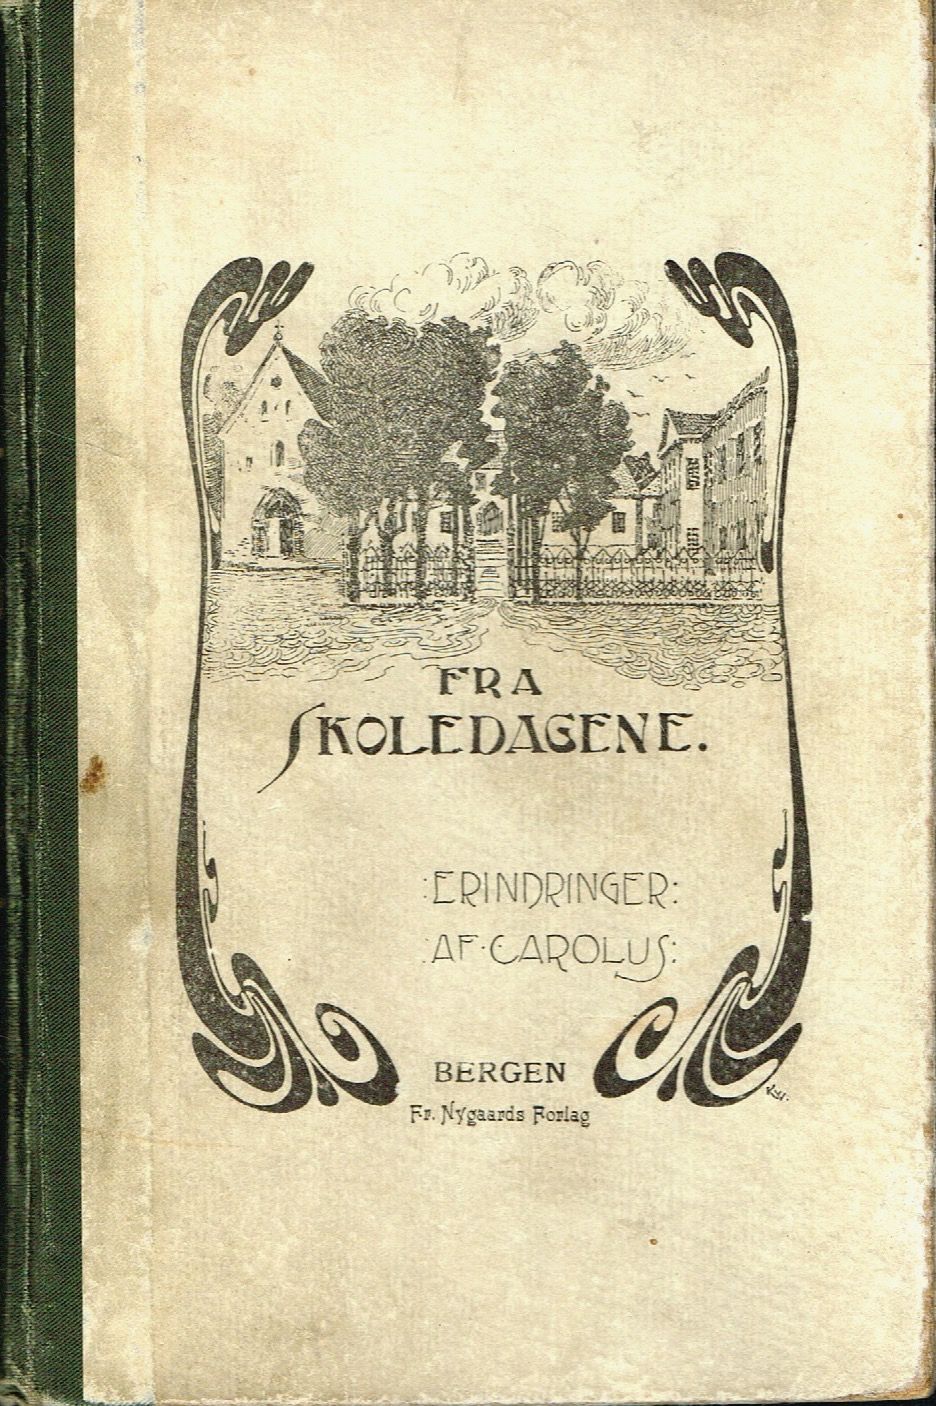 FRA
SKOLEDAGENE.
:ERINDRINGER:
:AF·CAROLUS:
BERGEN
Fr. Nygaards Forlag